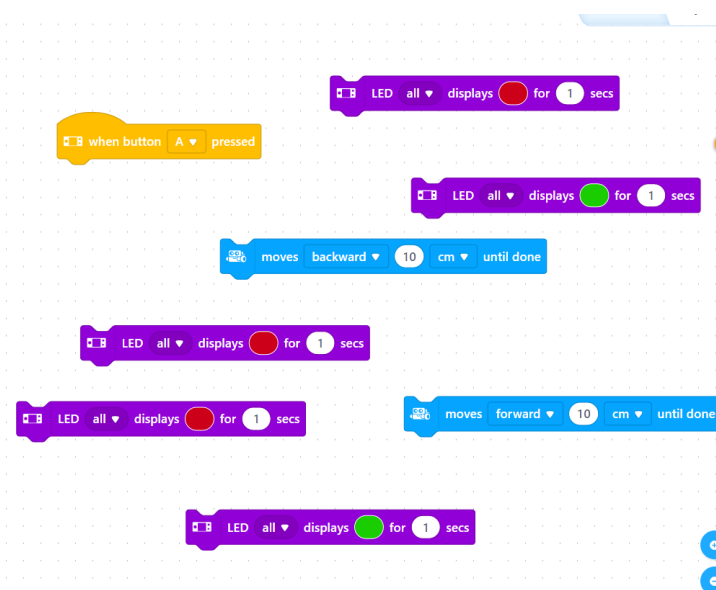 LED all displays for 1 secs
when button A pressed
LED all displays for 1 secs
moves backward 10 cm until done
LED all displays for 1 secs
LED all displays for 1 secs
moves forward 10 cm until done
LED all displays for 1 secs